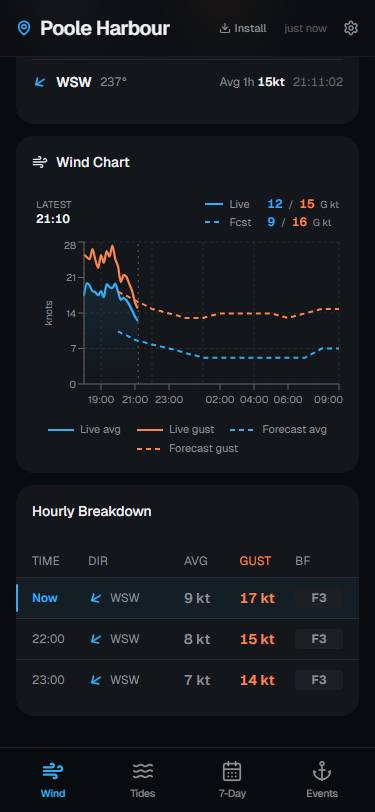 Poole Harbour Install just now
WSW 237° Avg 1h 15kt 21:11:02
Wind Chart
LATEST
21:10
Live 12 / 15 G kt
Fcst 9 / 16 G kt
28
21
14
7
0
knots
19:00 21:00 23:00 02:00 04:00 06:00 09:00
Live avg Live gust Forecast avg
Forecast gust
Hourly Breakdown
TIME DIR AVG GUST BF
Now WSW 9 kt 17 kt F3
22:00 WSW 8 kt 15 kt F3
23:00 WSW 7 kt 14 kt F3
Wind Tides 7-Day Events